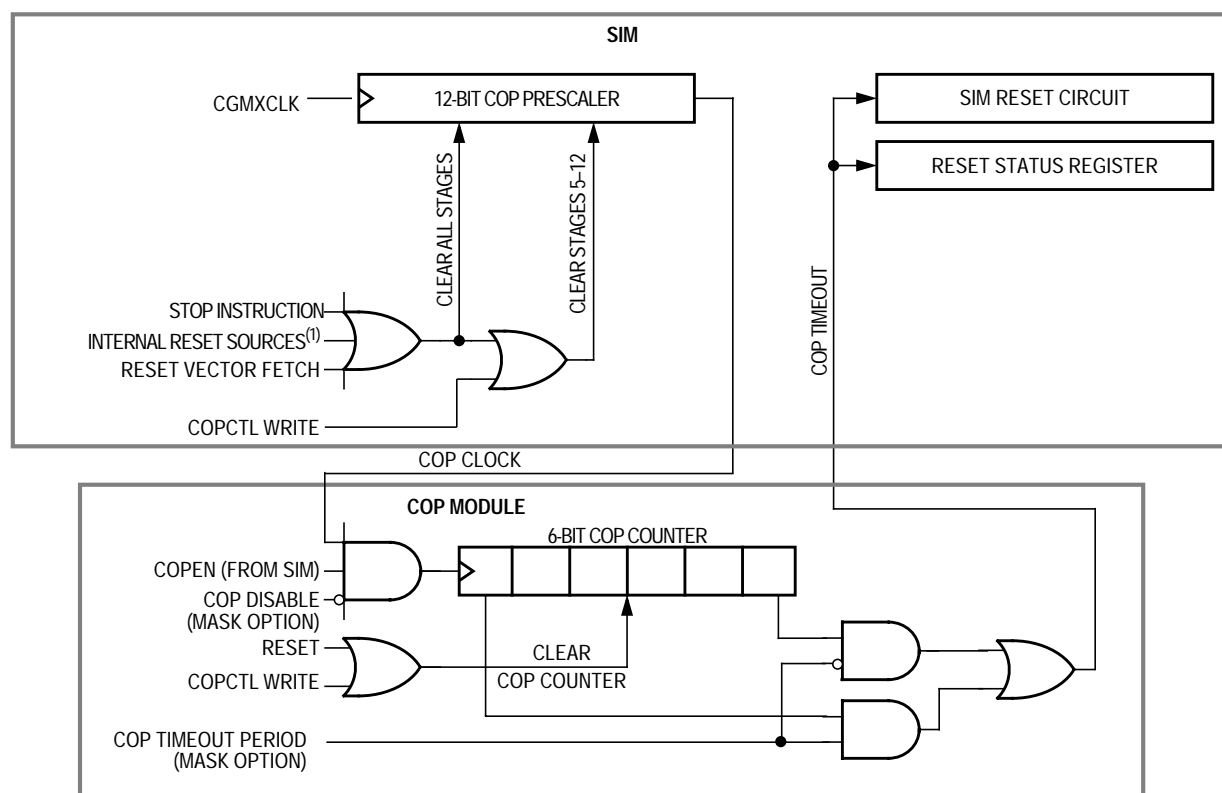 SIM
CGMXCLK
12-BIT COP PRESCALER
SIM RESET CIRCUIT
RESET STATUS REGISTER
CLEAR ALL STAGES
CLEAR STAGES 5–12
COP TIMEOUT
STOP INSTRUCTION
INTERNAL RESET SOURCES(1)
RESET VECTOR FETCH
COPCTL WRITE
COP CLOCK
COP MODULE
6-BIT COP COUNTER
COPEN (FROM SIM)
COP DISABLE
(MASK OPTION)
RESET
COPCTL WRITE
CLEAR
COP COUNTER
COP TIMEOUT PERIOD
(MASK OPTION)